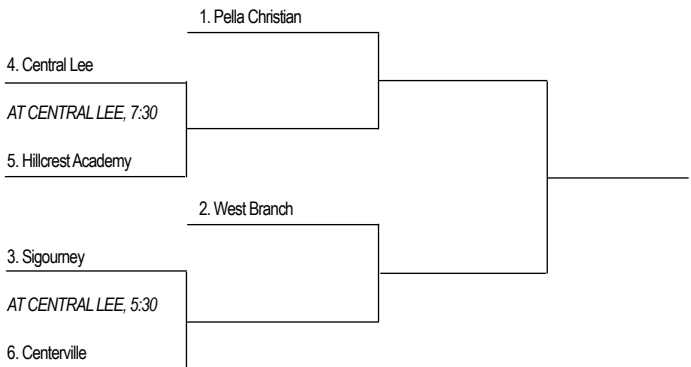 1. Pella Christian
4. Central Lee
AT CENTRAL LEE, 7:30
5. Hillcrest Academy
2. West Branch
3. Sigourney
AT CENTRAL LEE, 5:30
6. Centerville